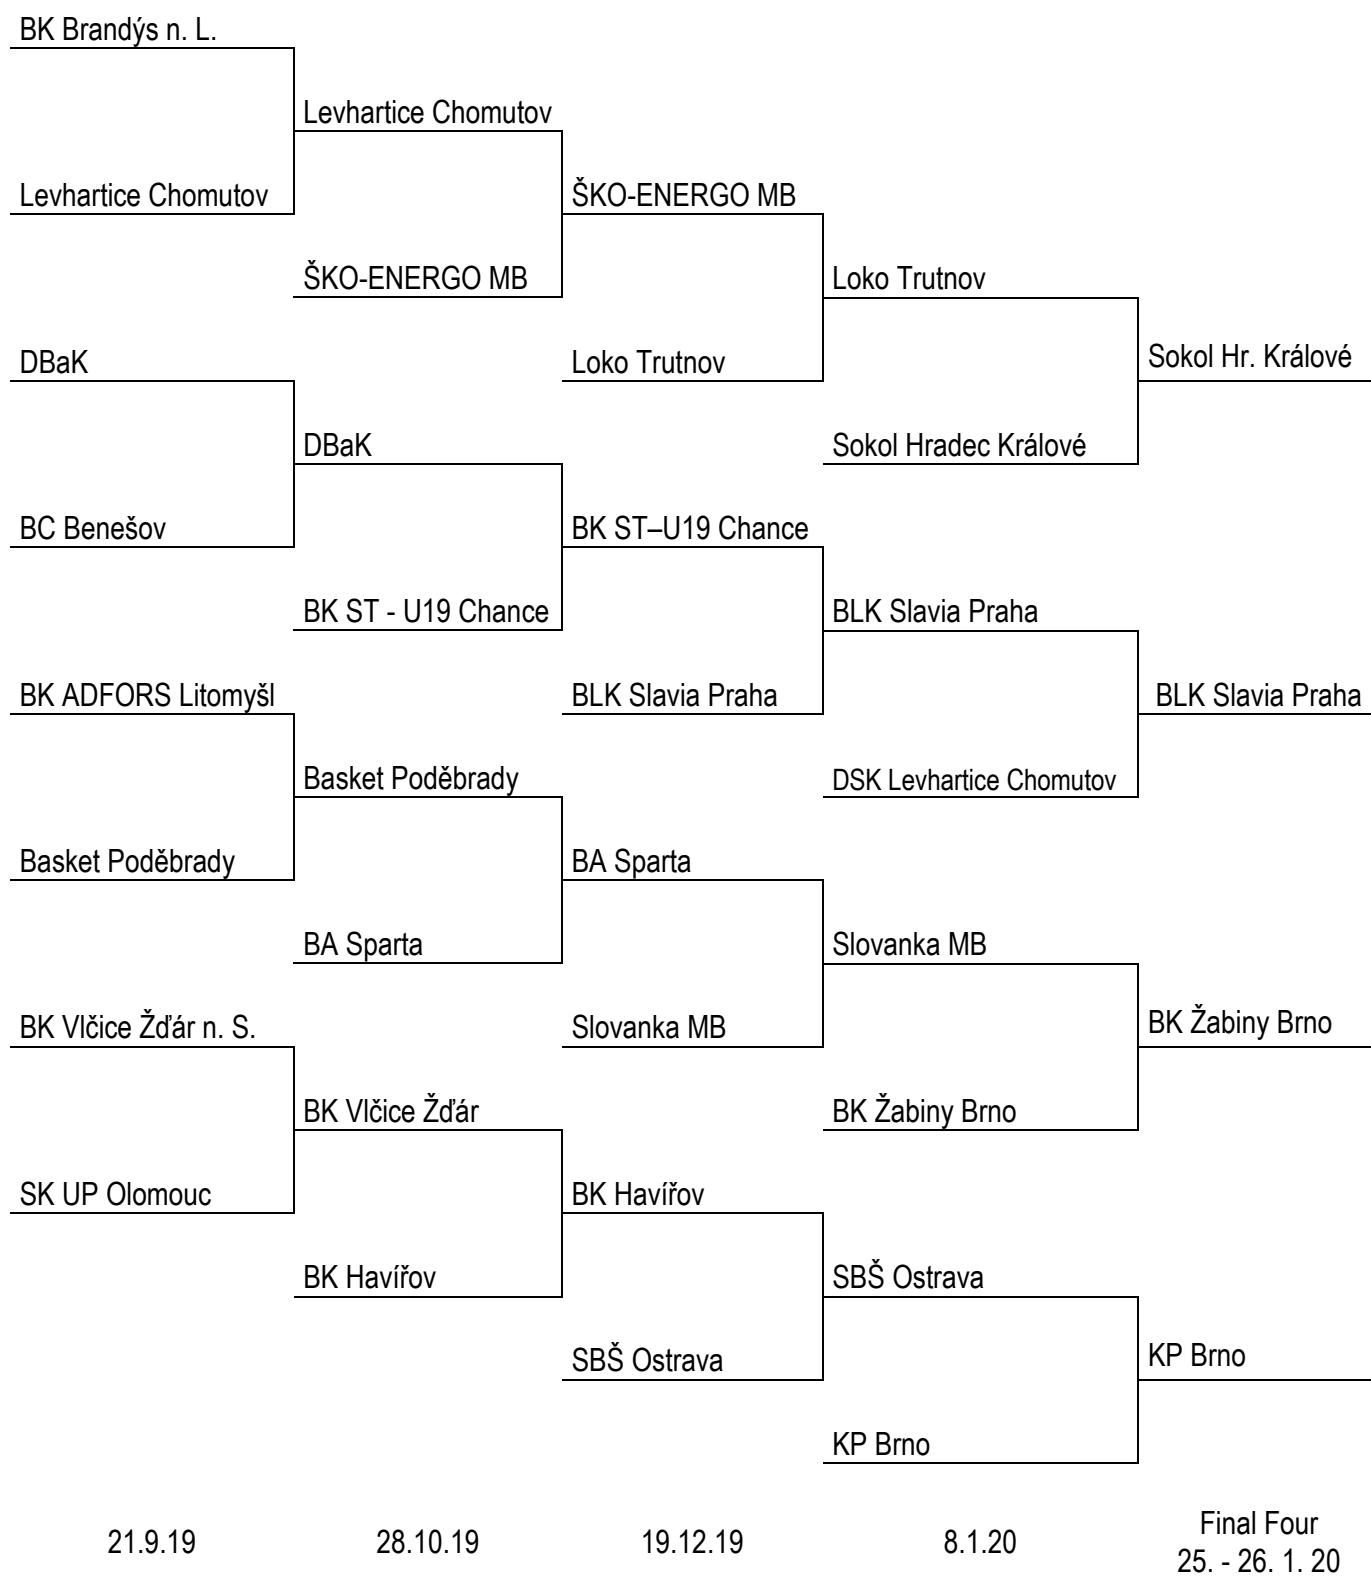 BK Brandýs n. L.
Levhartice Chomutov
Levhartice Chomutov
ŠKO-ENERGO MB
ŠKO-ENERGO MB
Loko Trutnov
DBaK
Loko Trutnov
Sokol Hr. Králové
DBaK
Sokol Hradec Králové
BC Benešov
BK ST–U19 Chance
BK ST - U19 Chance
BLK Slavia Praha
BK ADFORS Litomyšl
BLK Slavia Praha
BLK Slavia Praha
Basket Poděbrady
DSK Levhartice Chomutov
Basket Poděbrady
BA Sparta
BA Sparta
Slovanka MB
BK Vlčice Žďár n. S.
Slovanka MB
BK Žabiny Brno
BK Vlčice Žďár
BK Žabiny Brno
SK UP Olomouc
BK Havířov
BK Havířov
SBŠ Ostrava
SBŠ Ostrava
KP Brno
KP Brno
21.9.19
28.10.19
19.12.19
8.1.20
Final Four
25. - 26. 1. 20